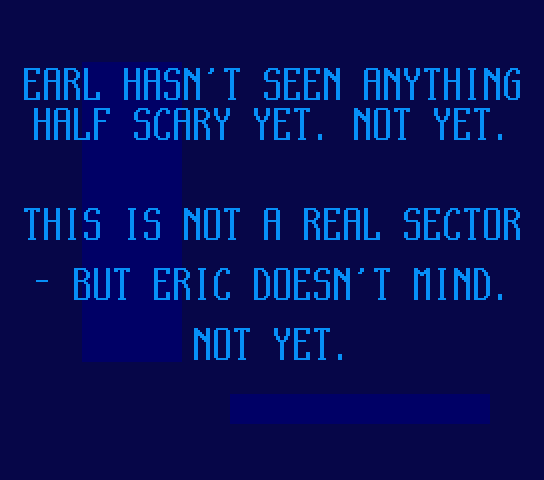 EARL HASN'T SEEN ANYTHING
HALF SCARY YET. NOT YET.
THIS IS NOT A REAL SECTOR
- BUT ERIC DOESN'T MIND.
NOT YET.